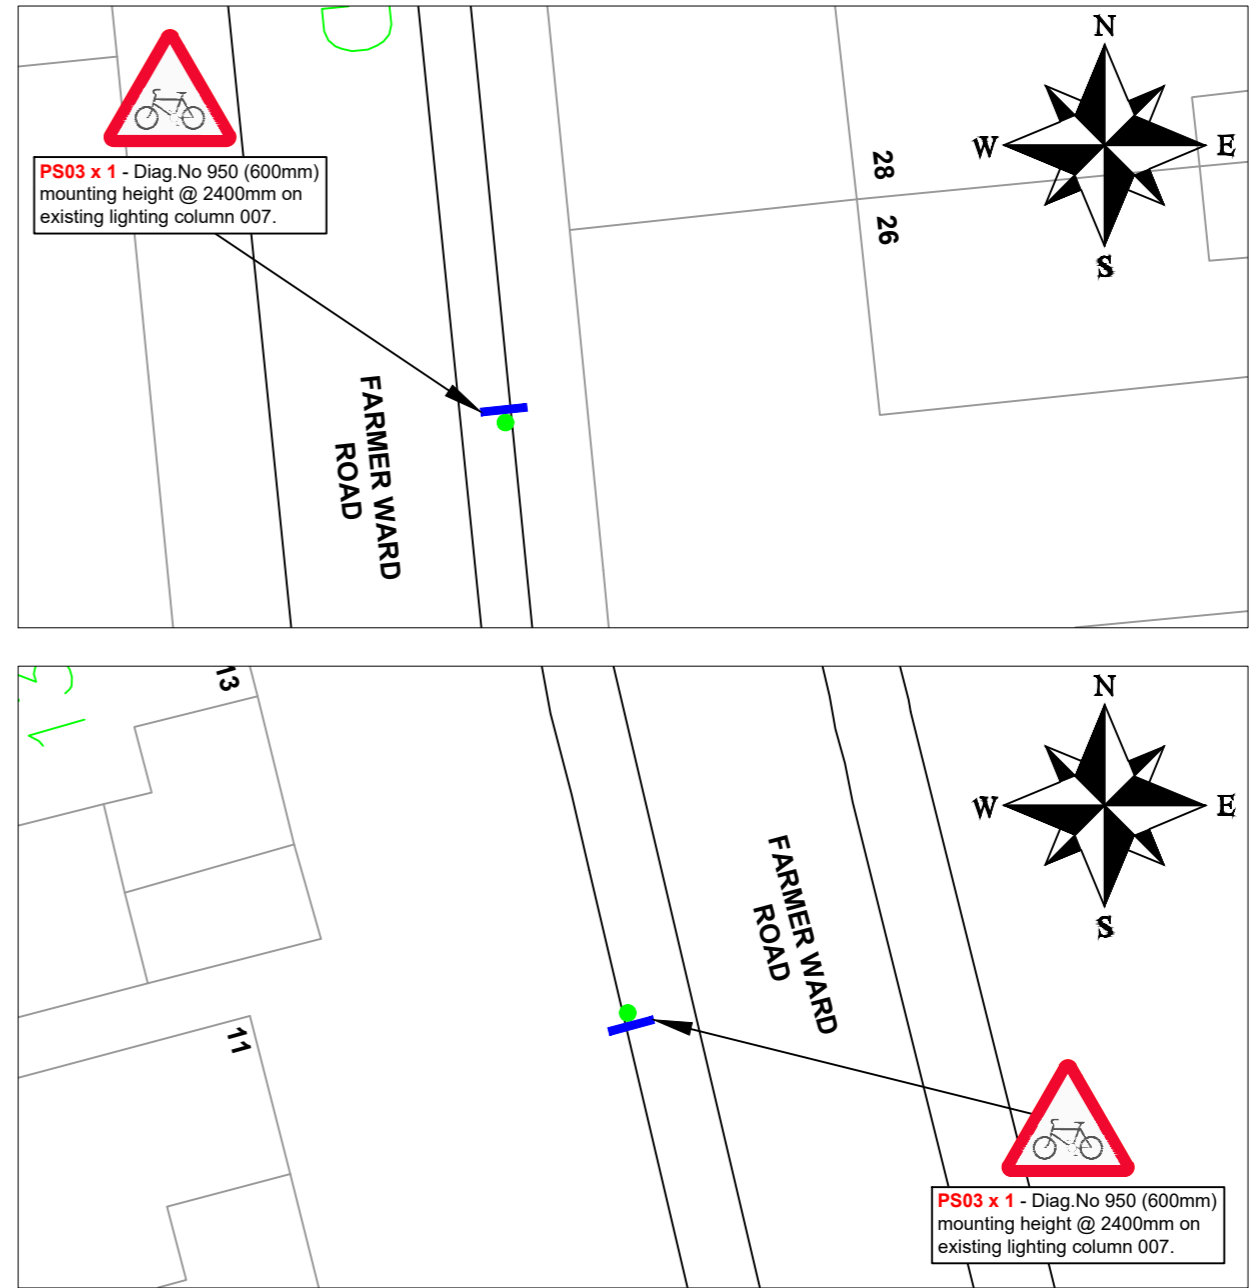 N
W
E
S
PS03 x 1 - Diag.No 950 (600mm)
mounting height @ 2400mm on
existing lighting column 007.
28
26
FARMER WARD
ROAD
13
N
W
E
S
FARMER WARD
ROAD
11
PS03 x 1 - Diag.No 950 (600mm)
mounting height @ 2400mm on
existing lighting column 007.